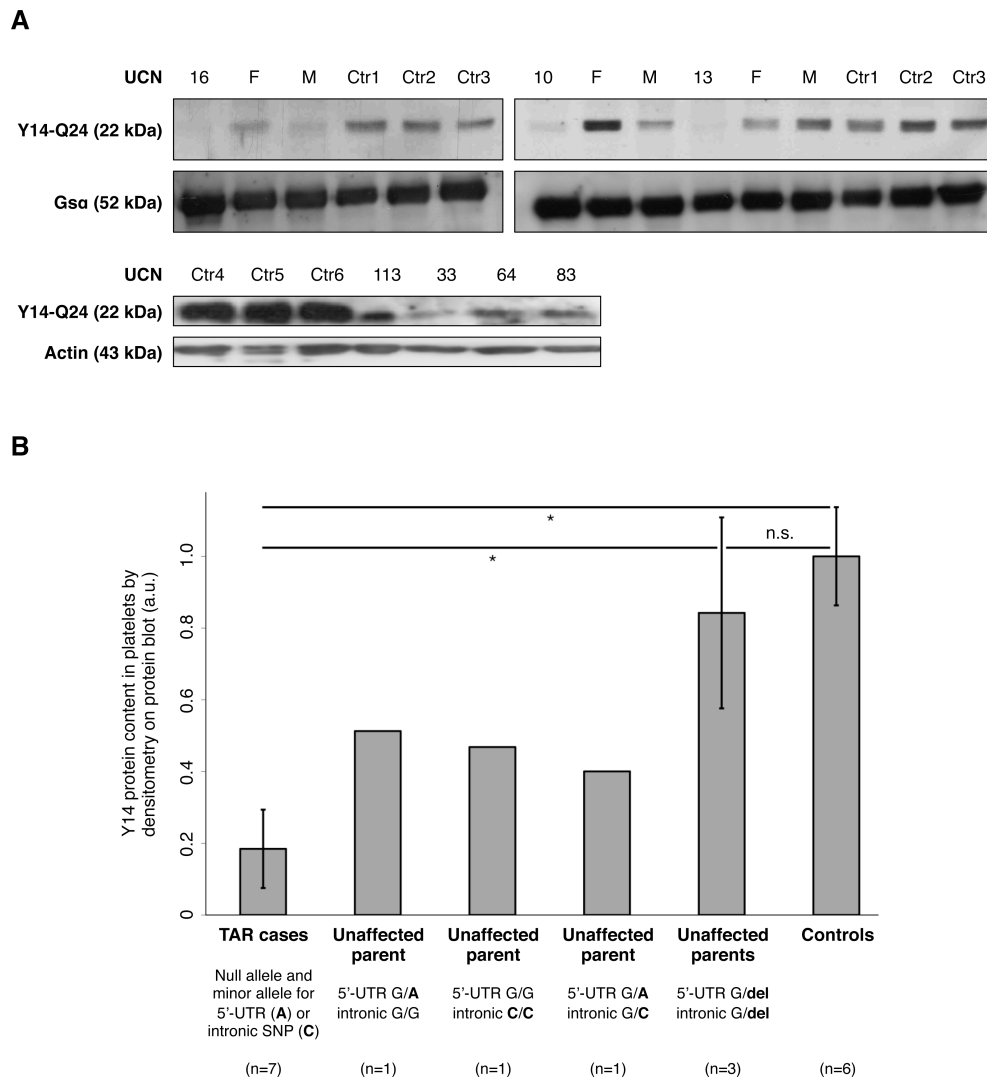 A
UCN 16 F M Ctr1 Ctr2 Ctr3 10 F M 13 F M Ctr1 Ctr2 Ctr3
Y14-Q24 (22 kDa)
Gsα (52 kDa)
UCN Ctr4 Ctr5 Ctr6 113 33 64 83
Y14-Q24 (22 kDa)
Actin (43 kDa)
B
Y14 protein content in platelets by
densitometry on protein blot (a.u.)
1.0
0.8
0.6
0.4
0.2
0
*
*
n.s.
TAR cases
Null allele and
minor allele for
5'-UTR (A) or
intronic SNP (C)
(n=7)
Unaffected
parent
5'-UTR G/A
intronic G/G
(n=1)
Unaffected
parent
5'-UTR G/G
intronic C/C
(n=1)
Unaffected
parent
5'-UTR G/A
intronic G/C
(n=1)
Unaffected
parents
5'-UTR G/del
intronic G/del
(n=3)
Controls
(n=6)